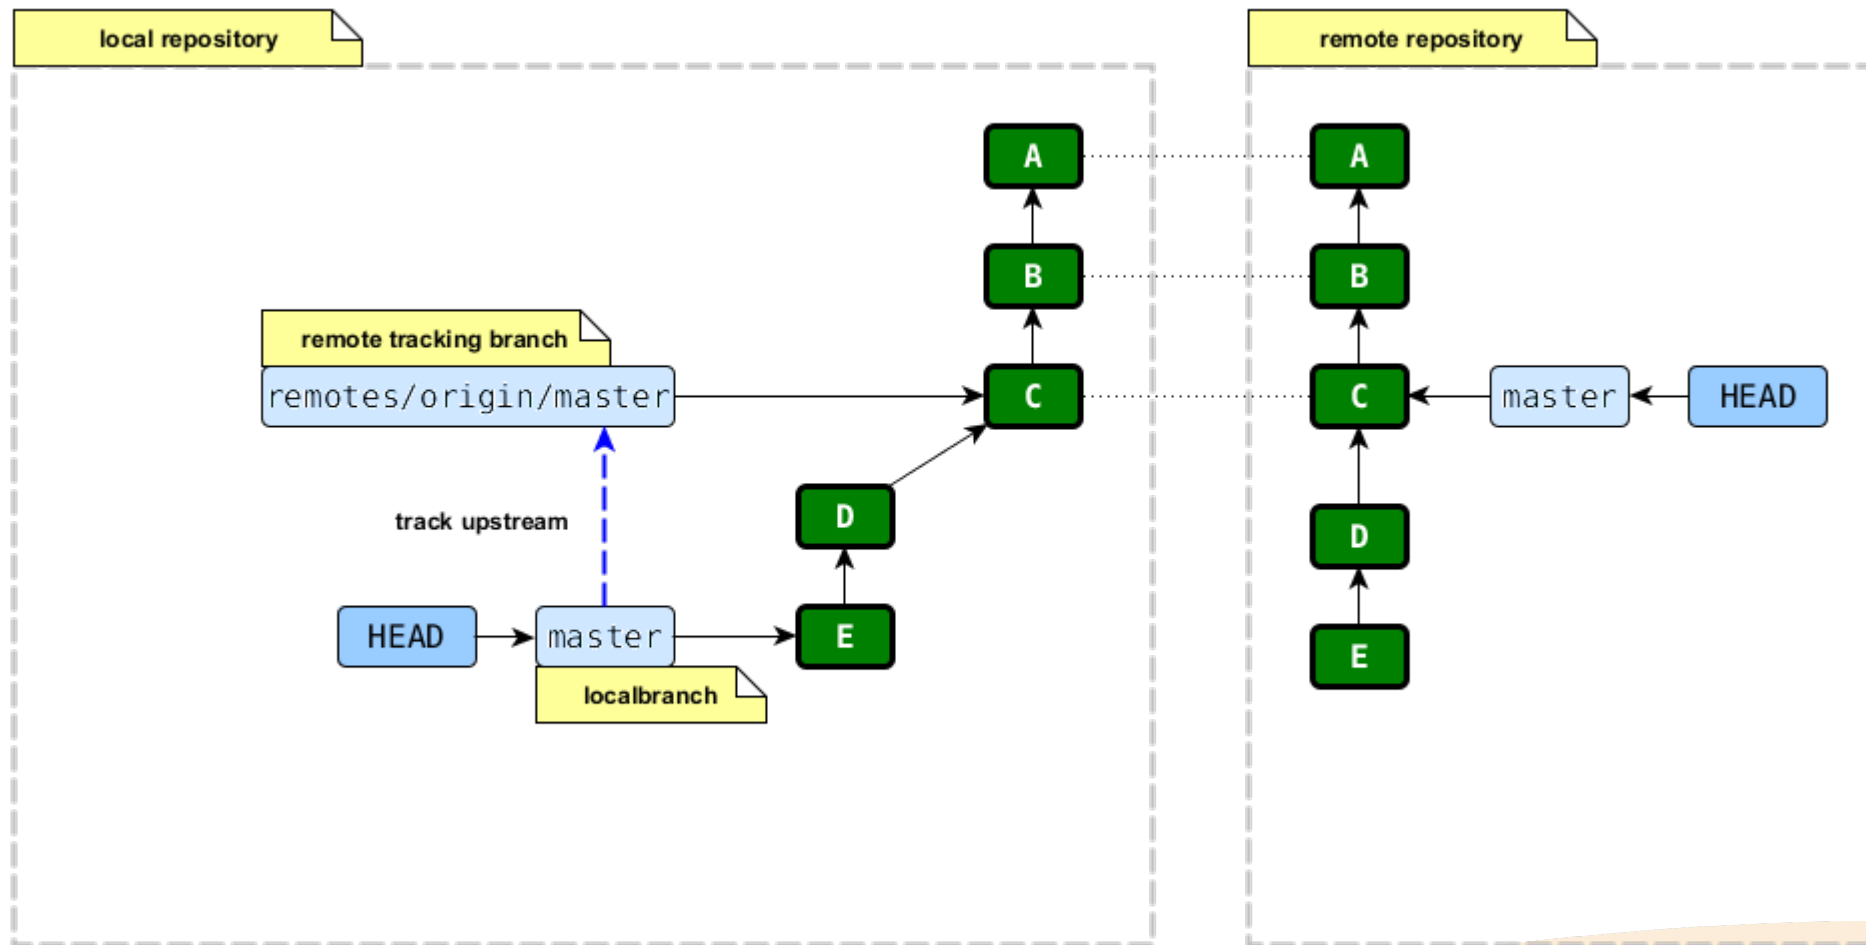 local repository
remote repository
A
A
B
B
remote tracking branch
remotes/origin/master
C
C
master
HEAD
track upstream
D
D
HEAD
master
E
E
localbranch